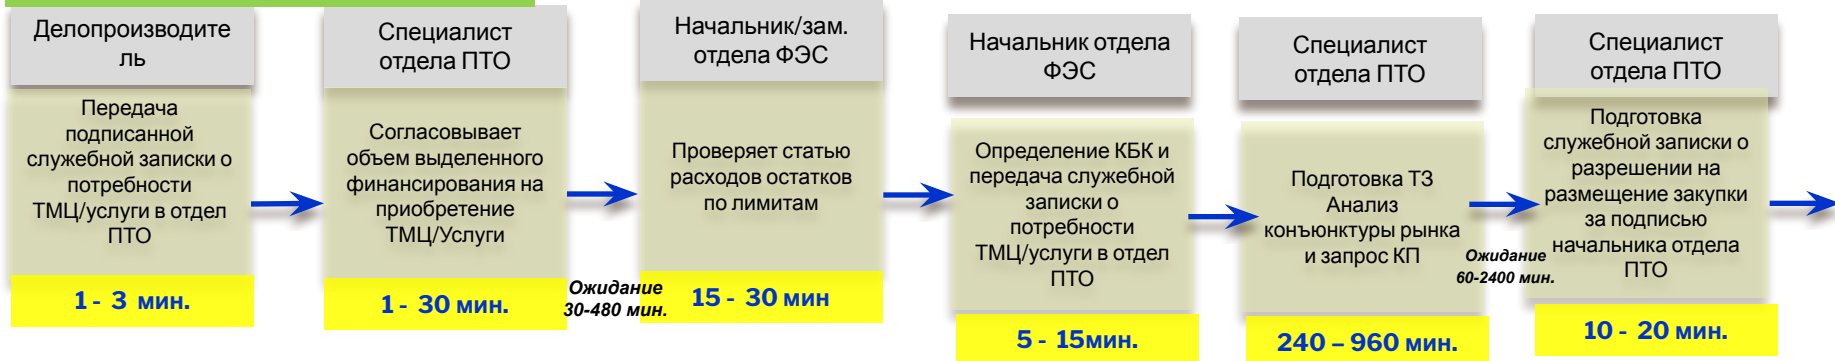 Делопроизводите
ль
Передача
подписанной
служебной записки о
потребности
ТМЦ/услуги в отдел
ПТО
1 - 3 мин.
Специалист
отдела ПТО
Согласовывает
объем выделенного
финансирования на
приобретение
ТМЦ/Услуги
1 - 30 мин.
Ожидание
30-480 мин.
Начальник/зам.
отдела ФЭС
Проверяет статью
расходов остатков
по лимитам
15 - 30 мин
Начальник отдела
ФЭС
Определение КБК и
передача служебной
записки о
потребности
ТМЦ/услуги в отдел
ПТО
5 - 15мин.
Специалист
отдела ПТО
Подготовка ТЗ
Анализ
конъюнктуры рынка
и запрос КП
240 – 960 мин.
Ожидание
60-2400 мин.
Специалист
отдела ПТО
Подготовка
служебной записки о
разрешении на
размещение закупки
за подписью
начальника отдела
ПТО
10 - 20 мин.